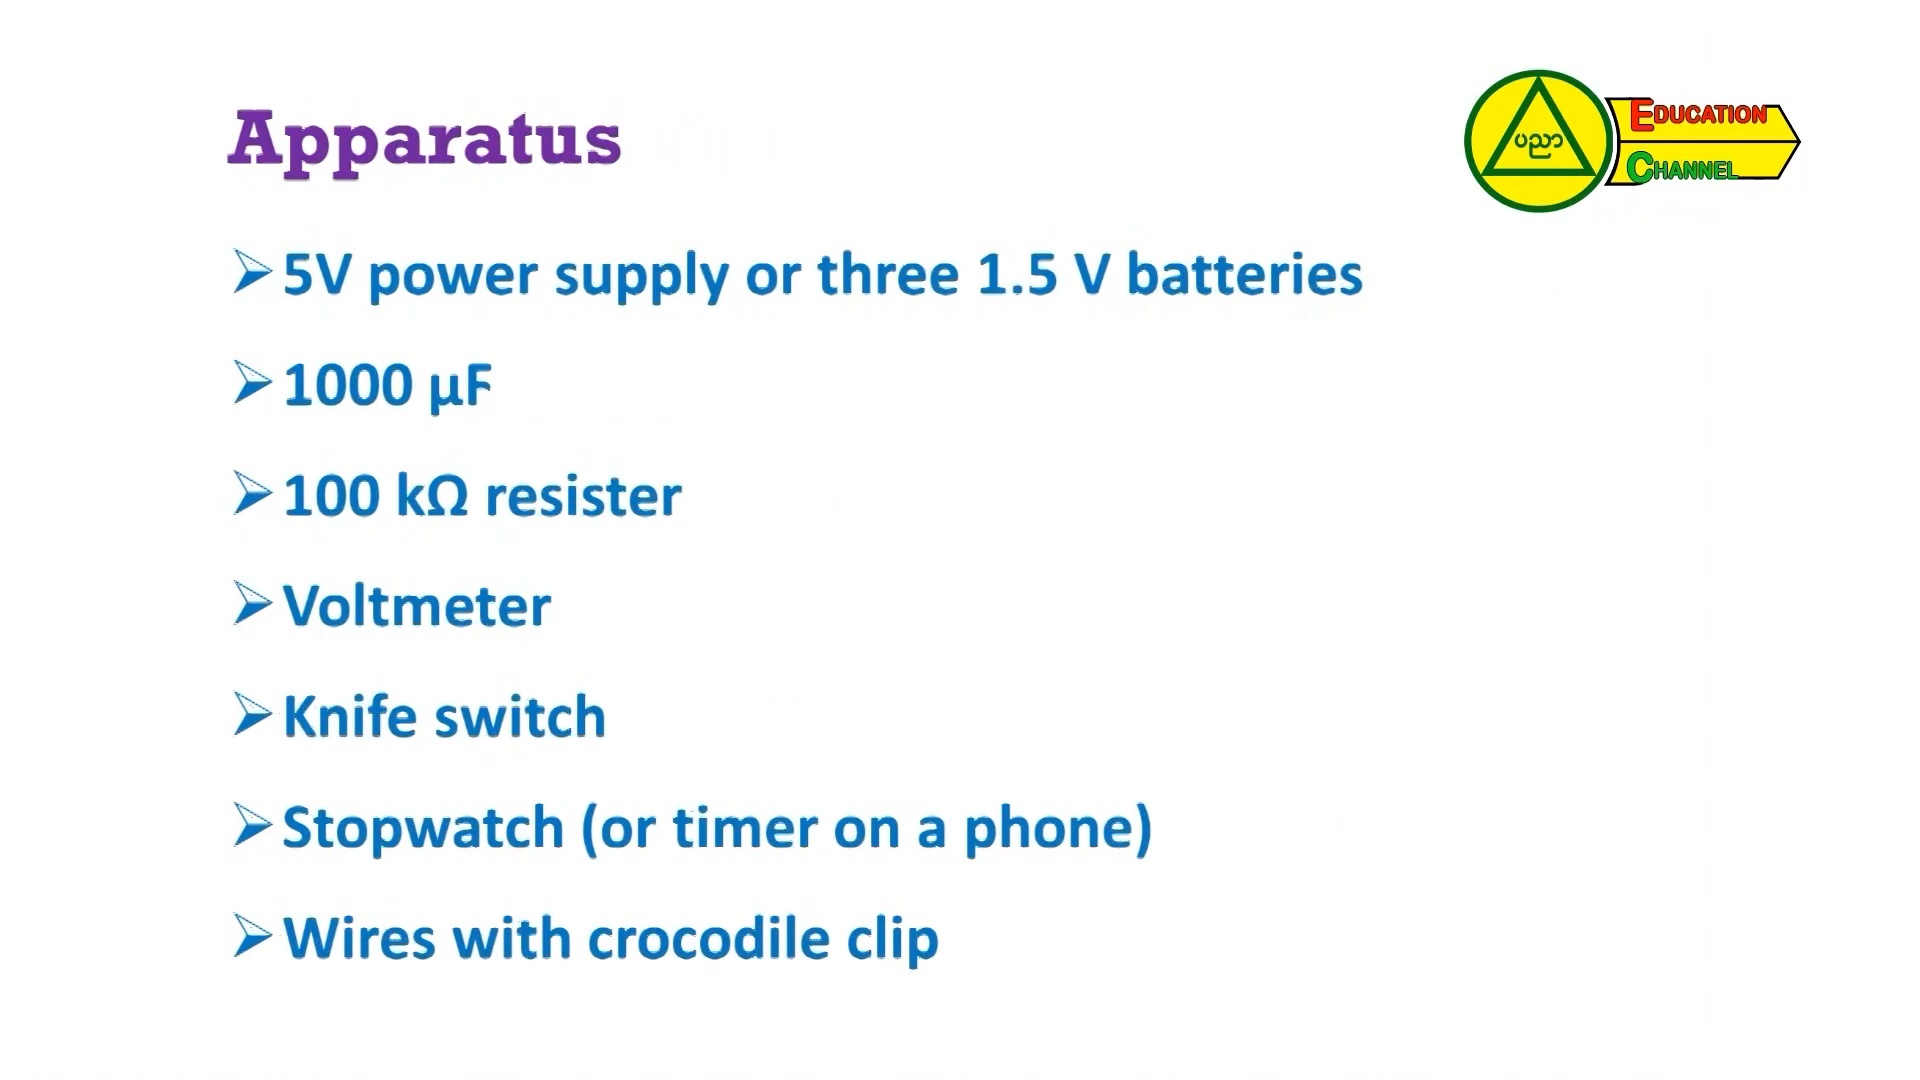 Apparatus
ပညာ
EDUCATION
CHANNEL
➢5V power supply or three 1.5 V batteries
➢1000 µF
➢100 kΩ resister
➢Voltmeter
➢Knife switch
➢Stopwatch (or timer on a phone)
➢Wires with crocodile clip